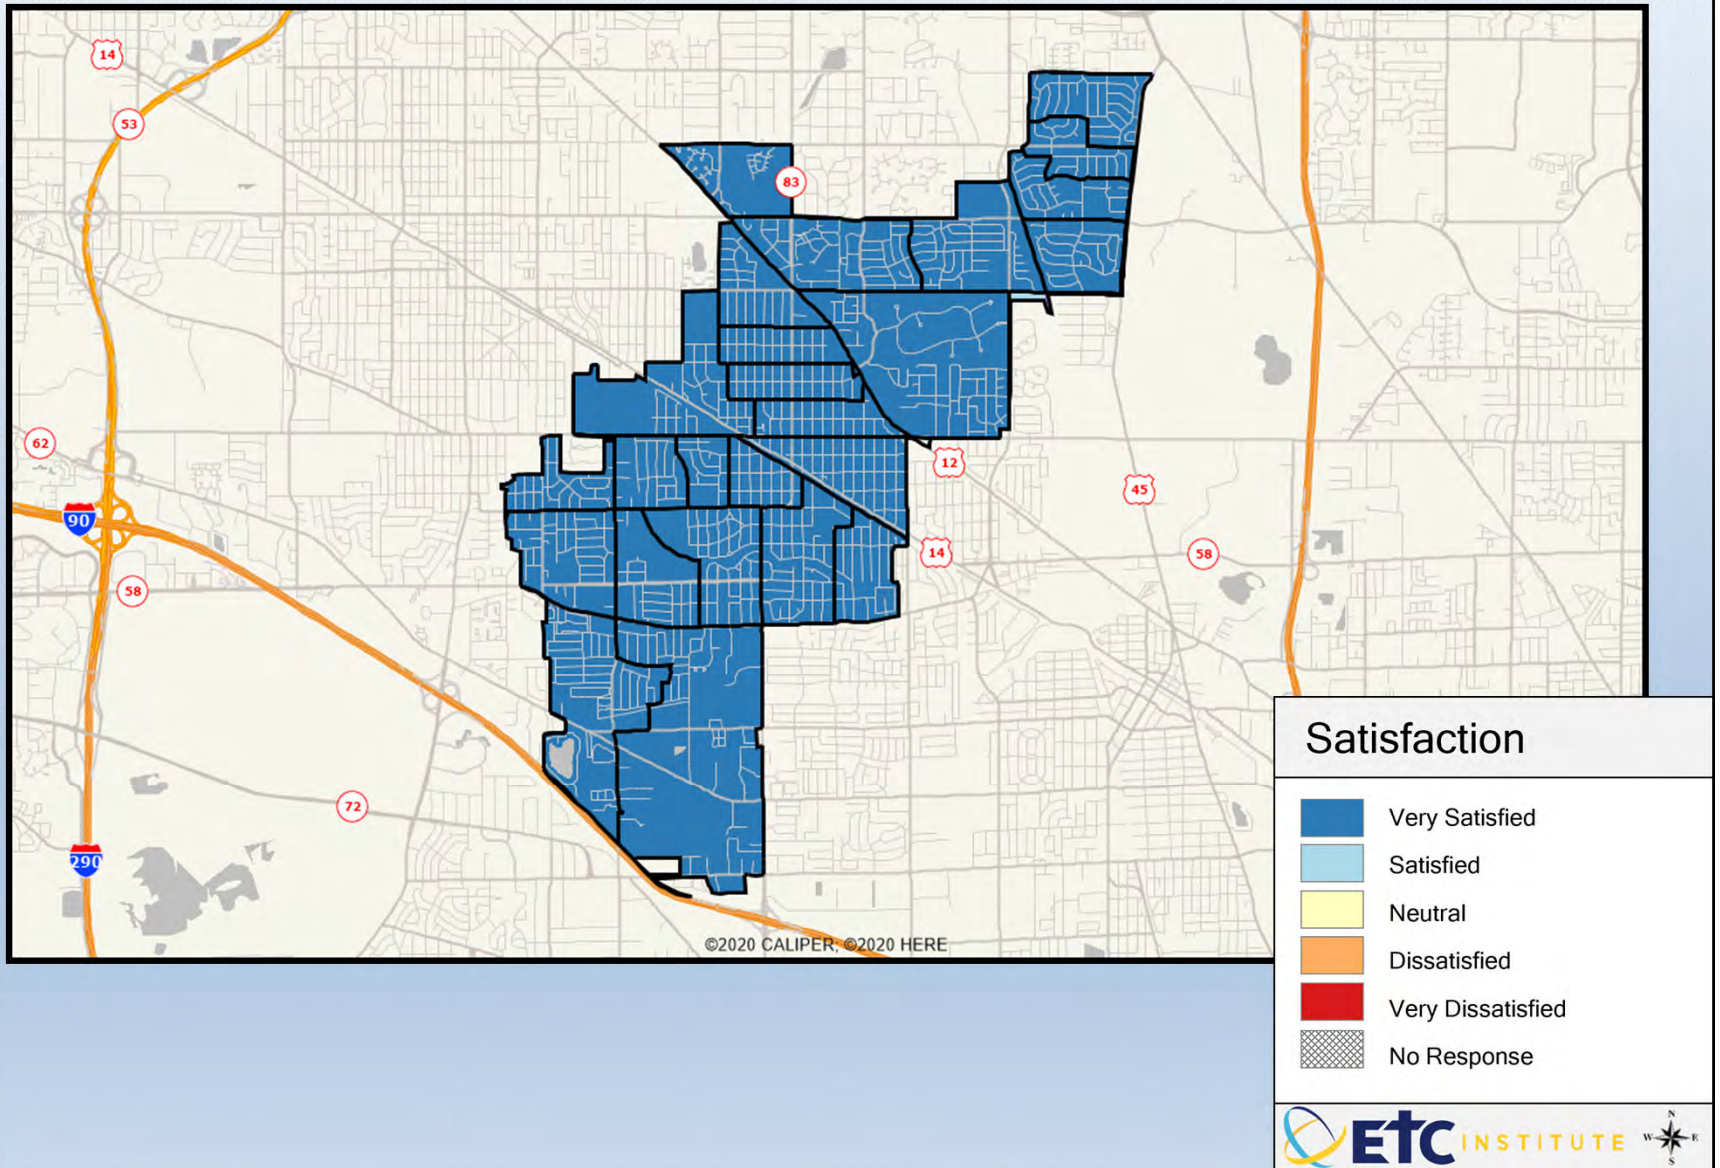 14
53
83
62
12
45
90
14
58
58
72
290
©2020 CALIPER; ©2020 HERE
Satisfaction
Very Satisfied
Satisfied
Neutral
Dissatisfied
Very Dissatisfied
No Response
ETC INSTITUTE
N
W E
S